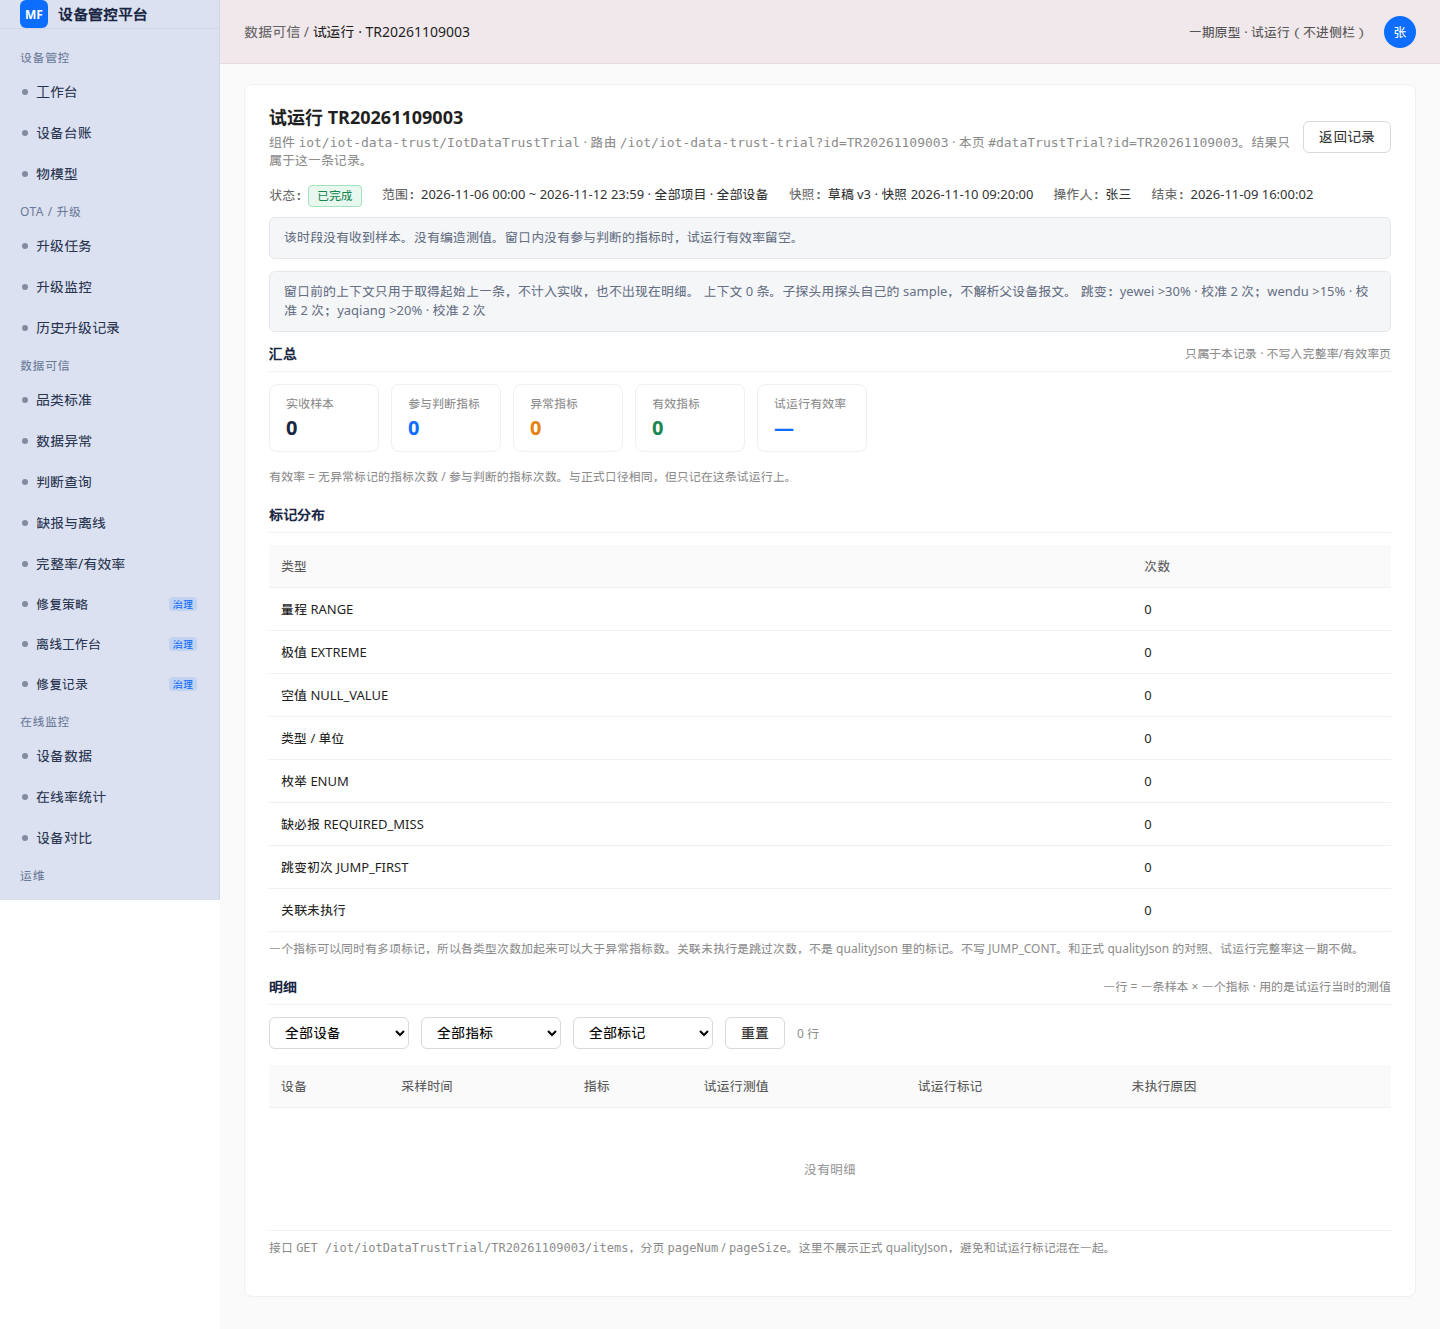 MF 设备管控平台
设备管控
工作台
设备台账
物模型
OTA / 升级
升级任务
升级监控
历史升级记录
数据可信
品类标准
数据异常
判断查询
缺报与离线
完整率/有效率
修复策略 治理
离线工作台 治理
修复记录 治理
在线监控
设备数据
在线率统计
设备对比
运维
数据可信 / 试运行 · TR20261109003
一期原型 · 试运行（不进侧栏） 张
试运行 TR20261109003
组件 iot/iot-data-trust/IotDataTrustTrial · 路由 /iot/iot-data-trust-trial?id=TR20261109003 · 本页 #dataTrustTrial?id=TR20261109003。结果只
属于这一条记录。
返回记录
状态：已完成 范围：2026-11-06 00:00 ~ 2026-11-12 23:59 · 全部项目 · 全部设备 快照：草稿 v3 · 快照 2026-11-10 09:20:00 操作人：张三 结束：2026-11-09 16:00:02
该时段没有收到样本。没有编造测值。窗口内没有参与判断的指标时，试运行有效率留空。
窗口前的上下文只用于取得起始上一条，不计入实收，也不出现在明细。 上下文 0 条。子探头用探头自己的 sample，不解析父设备报文。 跳变：yewei >30% · 校准 2 次；wendu >15% · 校
准 2 次；yaqiang >20% · 校准 2 次
汇总 只属于本记录 · 不写入完整率/有效率页
实收样本 参与判断指标 异常指标 有效指标 试运行有效率
0 0 0 0 —
有效率 = 无异常标记的指标次数 / 参与判断的指标次数。与正式口径相同，但只记在这条试运行上。
标记分布
类型 次数
量程 RANGE 0
极值 EXTREME 0
空值 NULL_VALUE 0
类型 / 单位 0
枚举 ENUM 0
缺必报 REQUIRED_MISS 0
跳变初次 JUMP_FIRST 0
关联未执行 0
一个指标可以同时有多项标记，所以各类型次数加起来可以大于异常指标数。关联未执行是跳过次数，不是 qualityJson 里的标记。不写 JUMP_CONT。和正式 qualityJson 的对照、试运行完整率这一期不做。
明细 一行 = 一条样本 × 一个指标 · 用的是试运行当时的测值
全部设备 全部指标 全部标记 重置 0 行
设备 采样时间 指标 试运行测值 试运行标记 未执行原因
没有明细
接口 GET /iot/iotDataTrustTrial/TR20261109003/items，分页 pageNum / pageSize。这里不展示正式 qualityJson，避免和试运行标记混在一起。